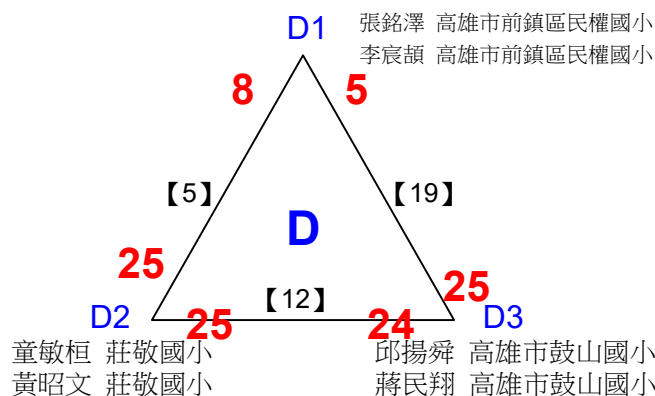 D1
張銘澤 高雄市前鎮區民權國小
李宸頡 高雄市前鎮區民權國小
8
5
【5】
【19】
D
25
25
【12】
D2
25
24
D3
童敏桓 莊敬國小
邱揚舜 高雄市鼓山國小
黃昭文 莊敬國小
蔣民翔 高雄市鼓山國小